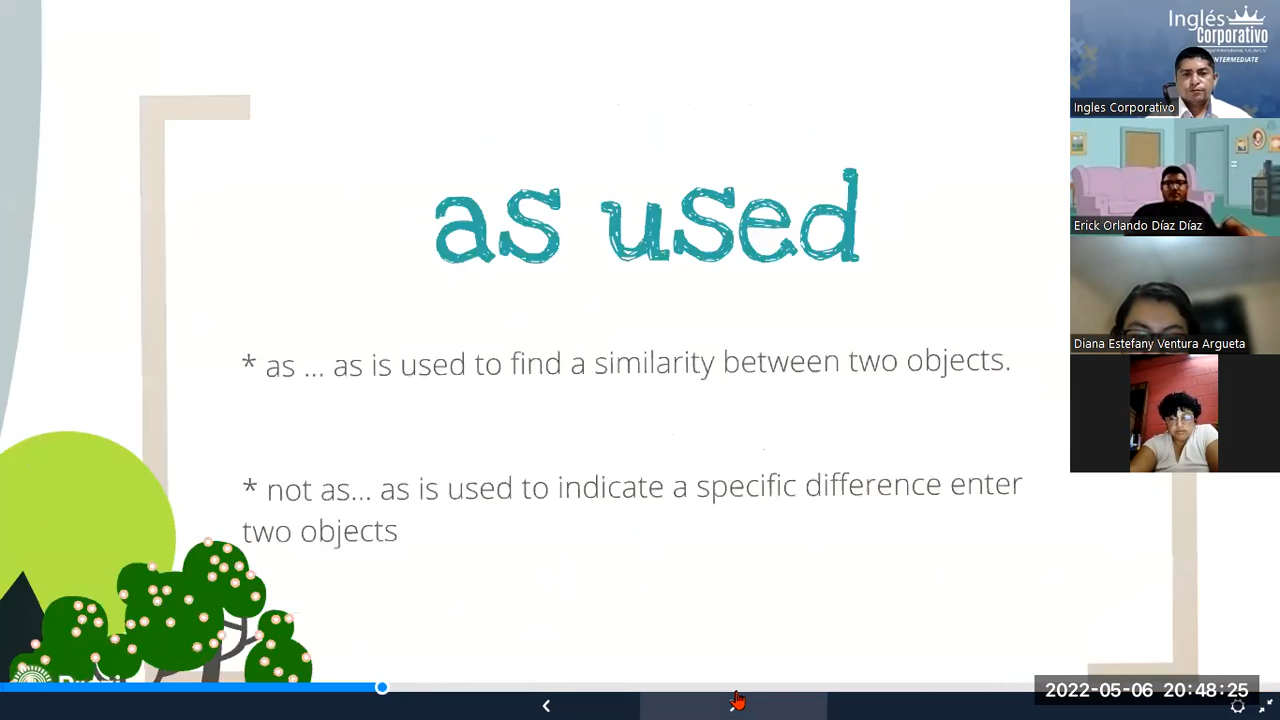 as used
* as ... as is used to find a similarity between two objects.
* not as... as is used to indicate a specific difference enter
two objects
Inglés
Corporativo
INTERMEDIATE
Ingles Corporativo
Erick Orlando Díaz Díaz
Diana Estefany Ventura Argueta
2022-05-06 20:48:25